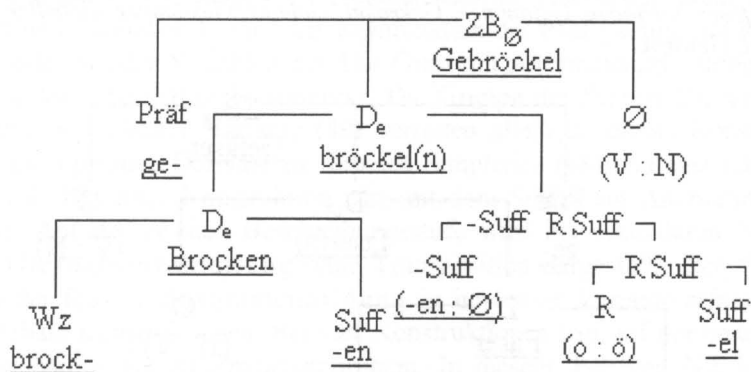 ZB∅
Gebröckel
Präf De ∅
ge- bröckel(n) (V : N)
De -Suff R Suff
Brocken -Suff R Suff
(-en : ∅) R Suff
Wz Suff (o : ö) -el
brock- -en